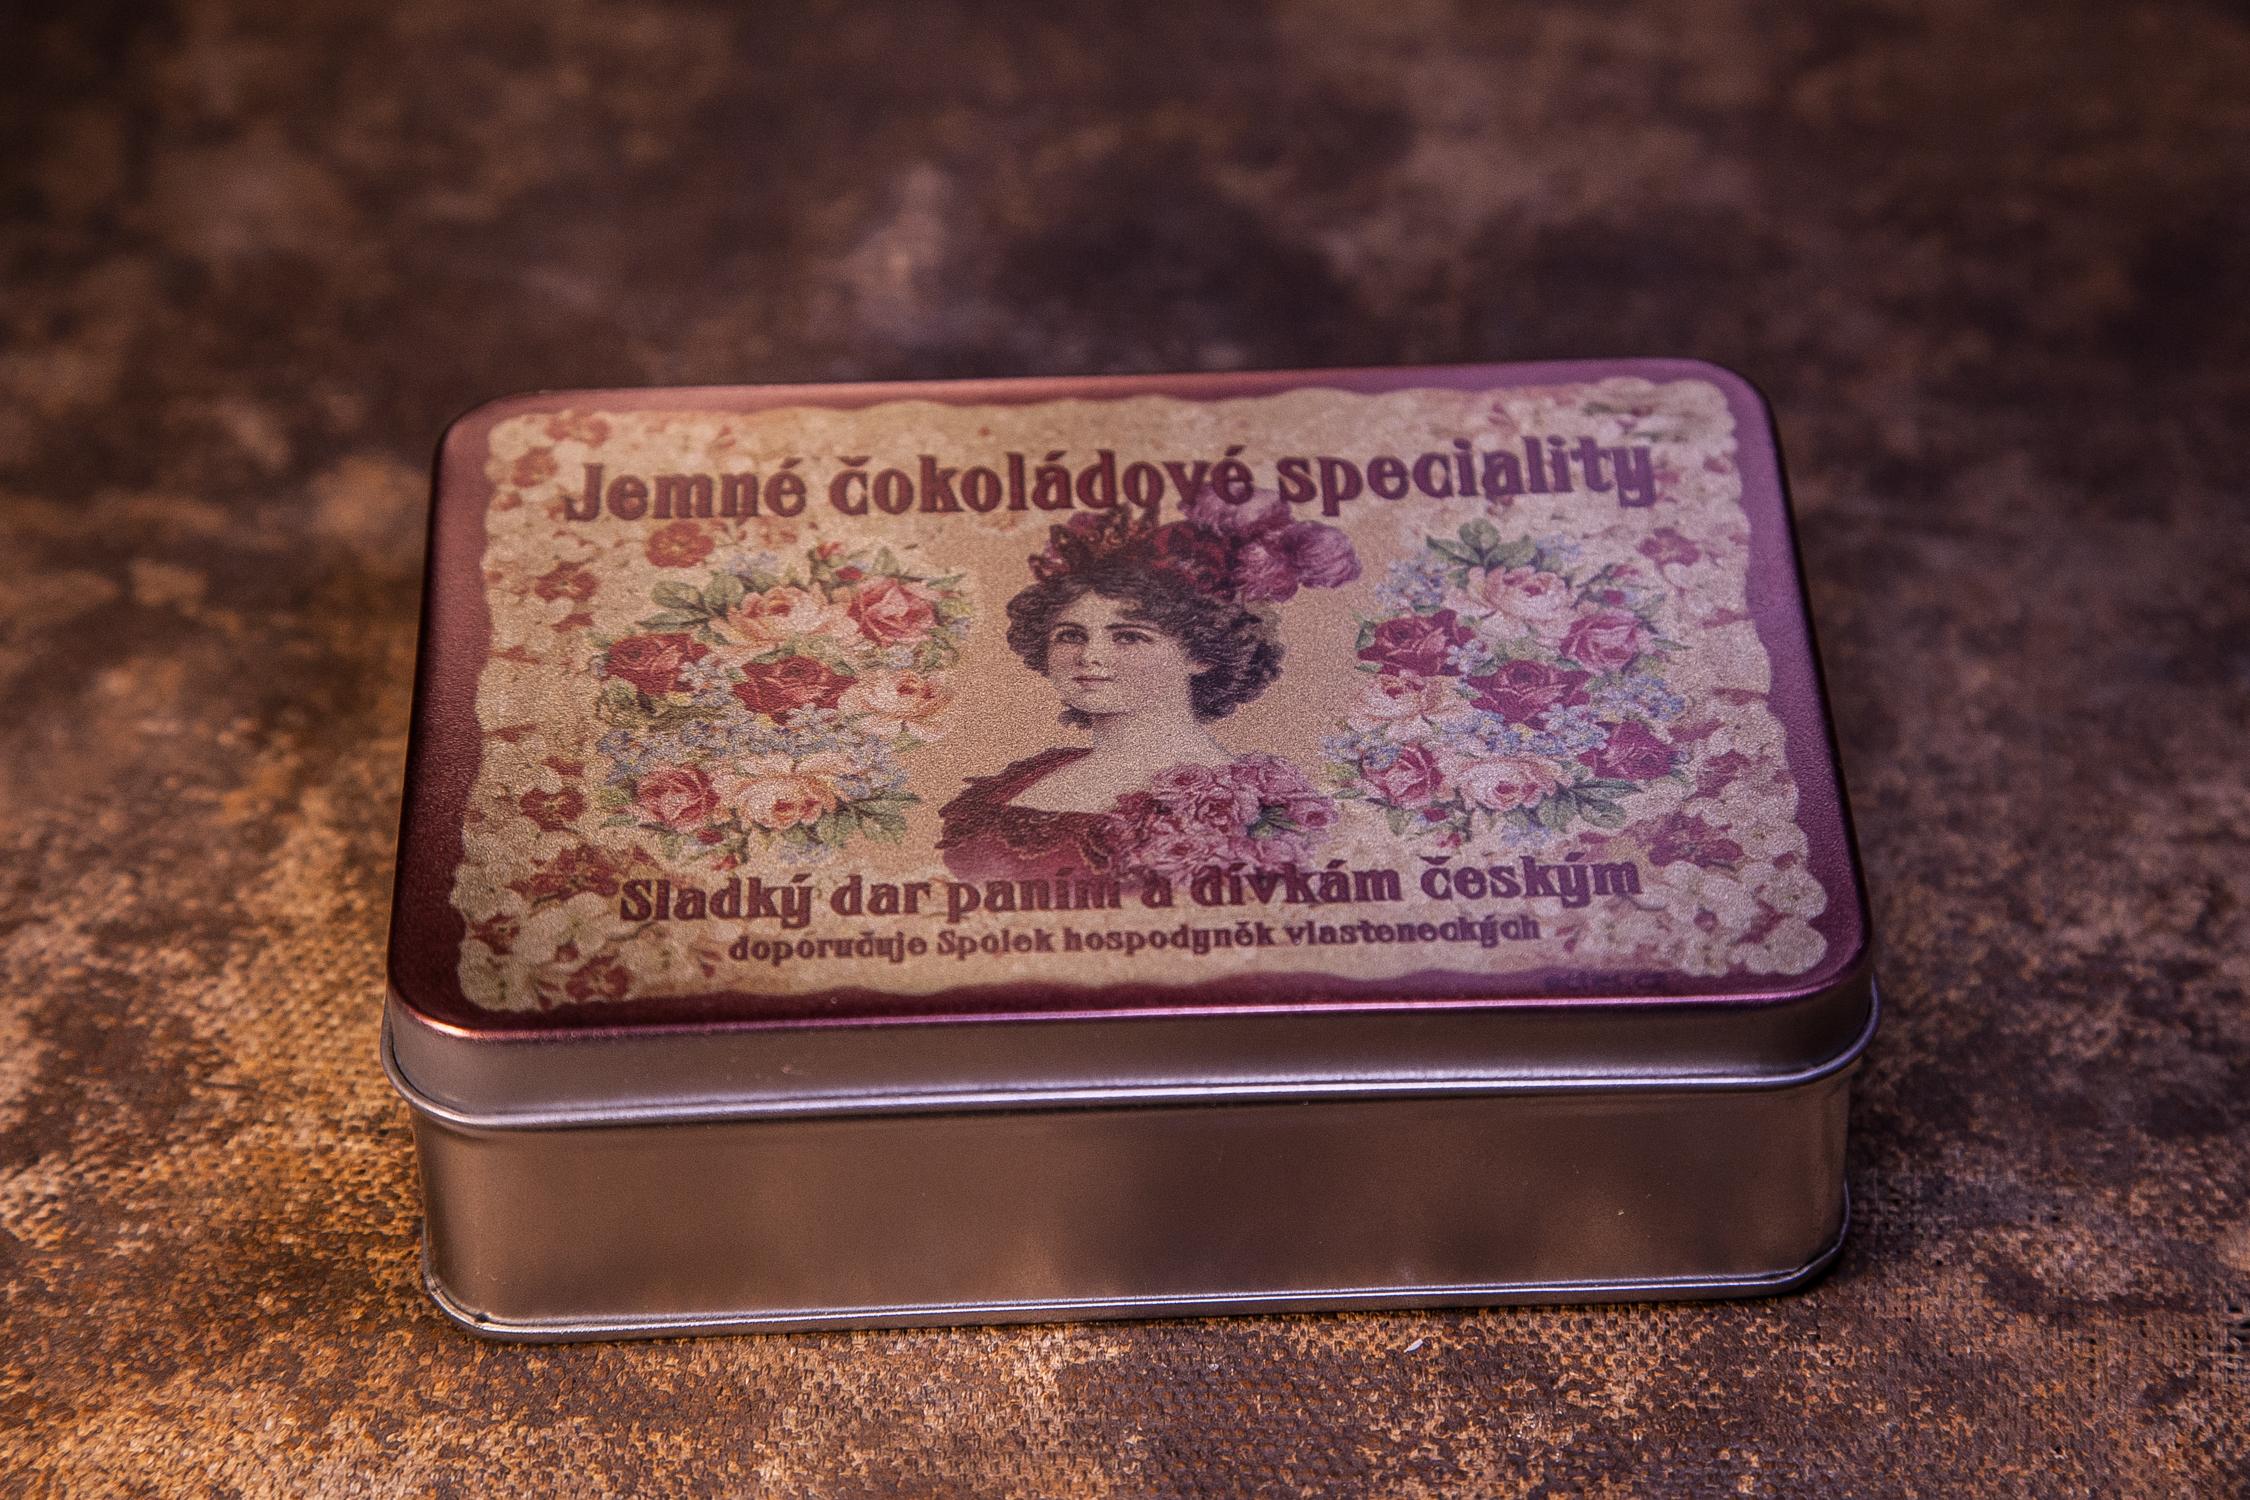 Jemné čokoládové speciality
Sladký dar paním a dívkám českým
doporučuje Spolek hospodyněk vlasteneckých